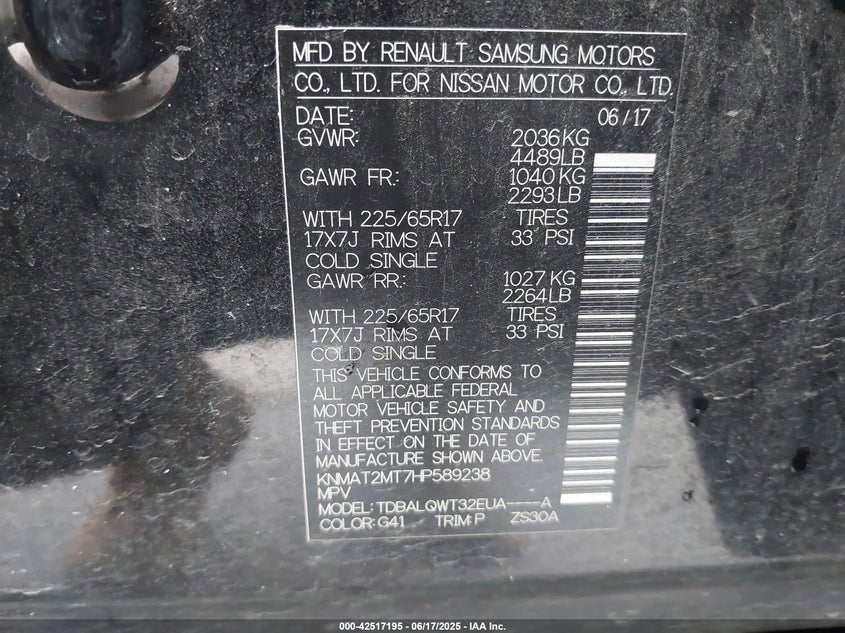 MFD BY RENAULT SAMSUNG MOTORS
CO., LTD. FOR NISSAN MOTOR CO., LTD.
DATE: 06/17
GVWR: 2036KG
4489LB
GAWR FR.: 1040KG
2293LB
WITH 225/65R17 TIRES
17X7J RIMS AT 33 PSI
COLD SINGLE
GAWR RR.: 1027KG
2264LB
WITH 225/65R17 TIRES
17X7J RIMS AT 33 PSI
COLD SINGLE
THIS VEHICLE CONFORMS TO
ALL APPLICABLE FEDERAL
MOTOR VEHICLE SAFETY AND
THEFT PREVENTION STANDARDS
IN EFFECT ON THE DATE OF
MANUFACTURE SHOWN ABOVE.
KNMAT2MT7HP589238
MPV
MODEL: TDBALQWT32EUA----A
COLOR: G41 TRIM: P ZS30A
000-42517195 - 06/17/2025 - IAA Inc.